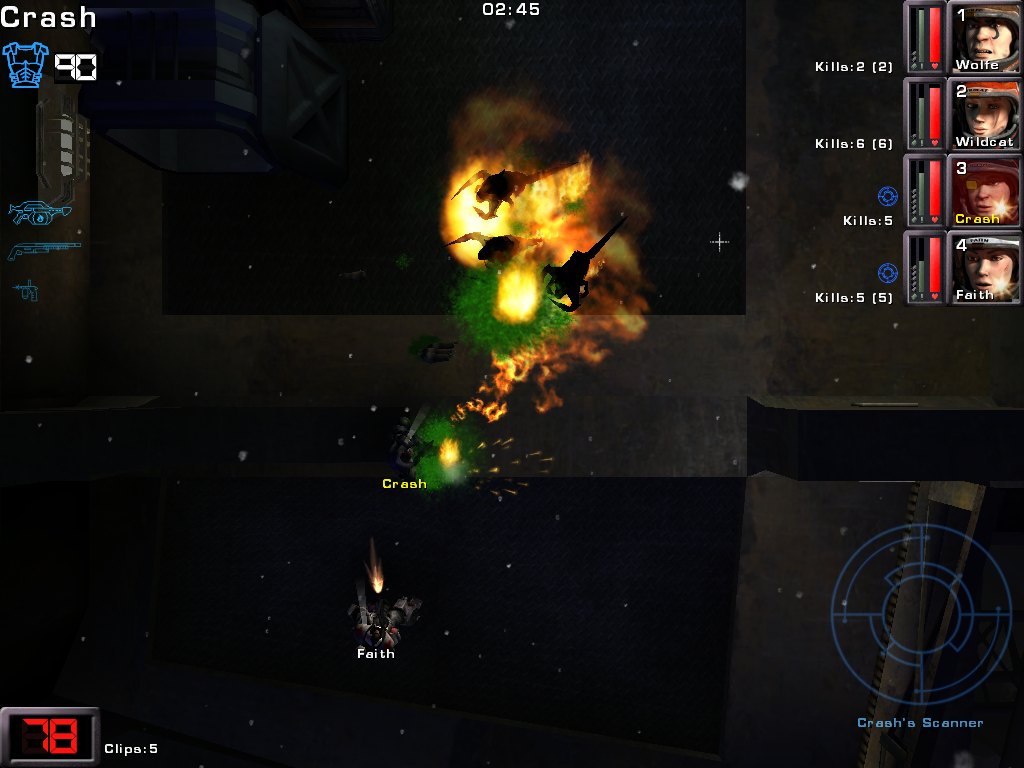 Crash
90
02:45
1
Kills:2 (2)
Wolfe
2
Kills:6 (6)
Wildcat
3
Kills:5
Crash
4
Kills:5 (5)
Faith
Crash
Faith
Crash's Scanner
78
Clips:5